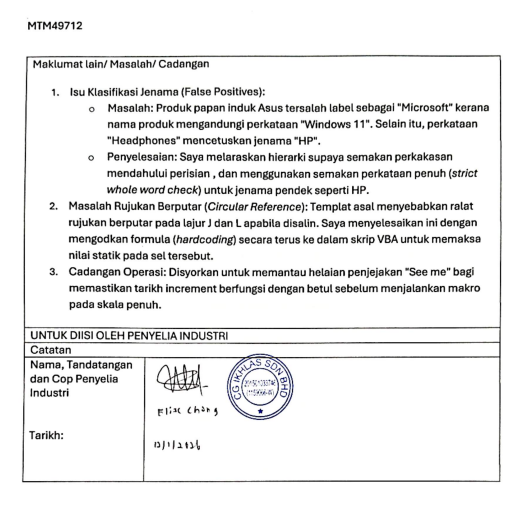 MTM49712
Maklumat lain/ Masalah/ Cadangan
1. Isu Klasifikasi Jenama (False Positives):
o Masalah: Produk papan induk Asus tersalah label sebagai "Microsoft" kerana
nama produk mengandungi perkataan "Windows 11". Selain itu, perkataan
"Headphones" mencetuskan jenama "HP".
o Penyelesaian: Saya melaraskan hierarki supaya semakan perkakasan
mendahului perisian , dan menggunakan semakan perkataan penuh (strict
whole word check) untuk jenama pendek seperti HP.
2. Masalah Rujukan Berputar (Circular Reference): Templat asal menyebabkan ralat
rujukan berputar pada lajur J dan L apabila disalin. Saya menyelesaikan ini dengan
mengodkan formula (hardcoding) secara terus ke dalam skrip VBA untuk memaksa
nilai statik pada sel tersebut.
3. Cadangan Operasi: Disyorkan untuk memantau helaian penjejakan "See me" bagi
memastikan tarikh increment berfungsi dengan betul sebelum menjalankan makro
pada skala penuh.
UNTUK DIISI OLEH PENYELIA INDUSTRI
Catatan
Nama, Tandatangan
dan Cop Penyelia
Industri
CG IKHLAS SDN BHD
Elise Chong
Tarikh: